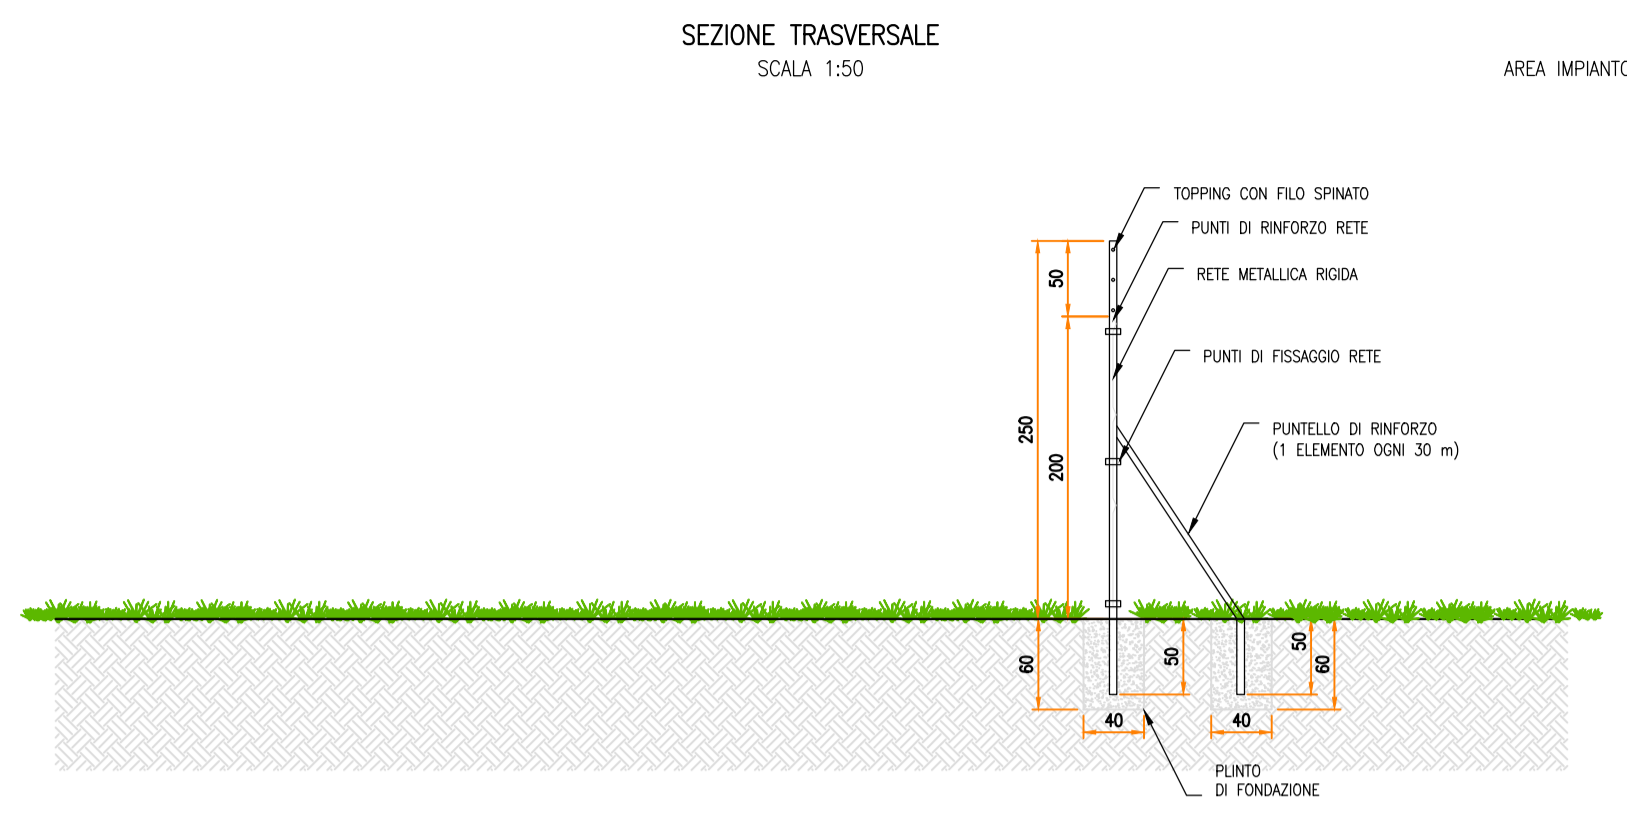 SEZIONE TRASVERSALE
SCALA 1:50
AREA IMPIANTO
TOPPING CON FILO SPINATO
PUNTI DI RINFORZO RETE
RETE METALLICA RIGIDA
PUNTI DI FISSAGGIO RETE
PUNTELLO DI RINFORZO
(1 ELEMENTO OGNI 30 m)
50
250
200
60
50
50
60
40
40
PLINTO
DI FONDAZIONE